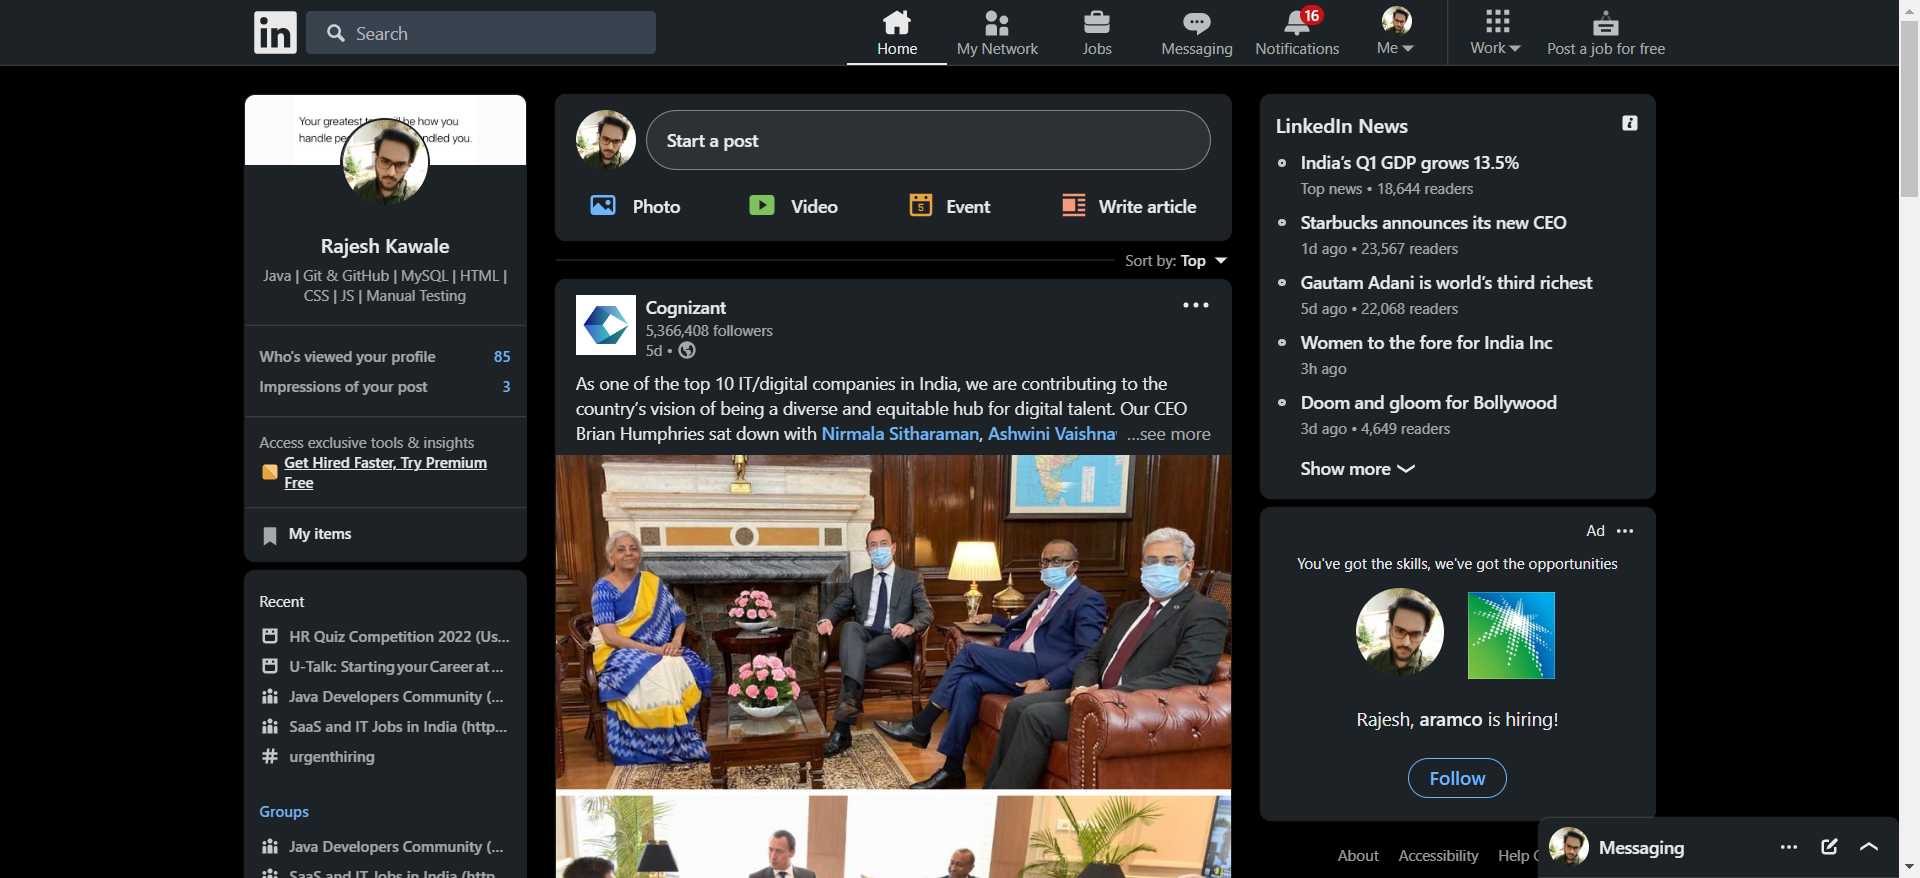 in
Search
Home
My Network
Jobs
Messaging
16
Notifications
Me
Work
Post a job for free
Your greatest
be how you
handle
ndled you.
Rajesh Kawale
Java | Git & GitHub | MySQL | HTML |
CSS | JS | Manual Testing
Who's viewed your profile 85
Impressions of your post 3
Access exclusive tools & insights
Get Hired Faster, Try Premium
Free
My items
Recent
HR Quiz Competition 2022 (Us...
U-Talk: Starting your Career at ...
Java Developers Community (...
SaaS and IT Jobs in India (http...
# urgenthiring
Groups
Java Developers Community (...
SaaS and IT Jobs in India (http
Start a post
Photo
Video
5
Event
Write article
Sort by: Top
Cognizant
5,366,408 followers
5d •
As one of the top 10 IT/digital companies in India, we are contributing to the
country's vision of being a diverse and equitable hub for digital talent. Our CEO
Brian Humphries sat down with Nirmala Sitharaman, Ashwini Vaishna ...see more
LinkedIn News
India's Q1 GDP grows 13.5%
Top news • 18,644 readers
Starbucks announces its new CEO
1d ago • 23,567 readers
Gautam Adani is world's third richest
5d ago • 22,068 readers
Women to the fore for India Inc
3h ago
Doom and gloom for Bollywood
3d ago • 4,649 readers
Show more
Ad
You've got the skills, we've got the opportunities
Rajesh, aramco is hiring!
Follow
About
Accessibility
Help
Messaging